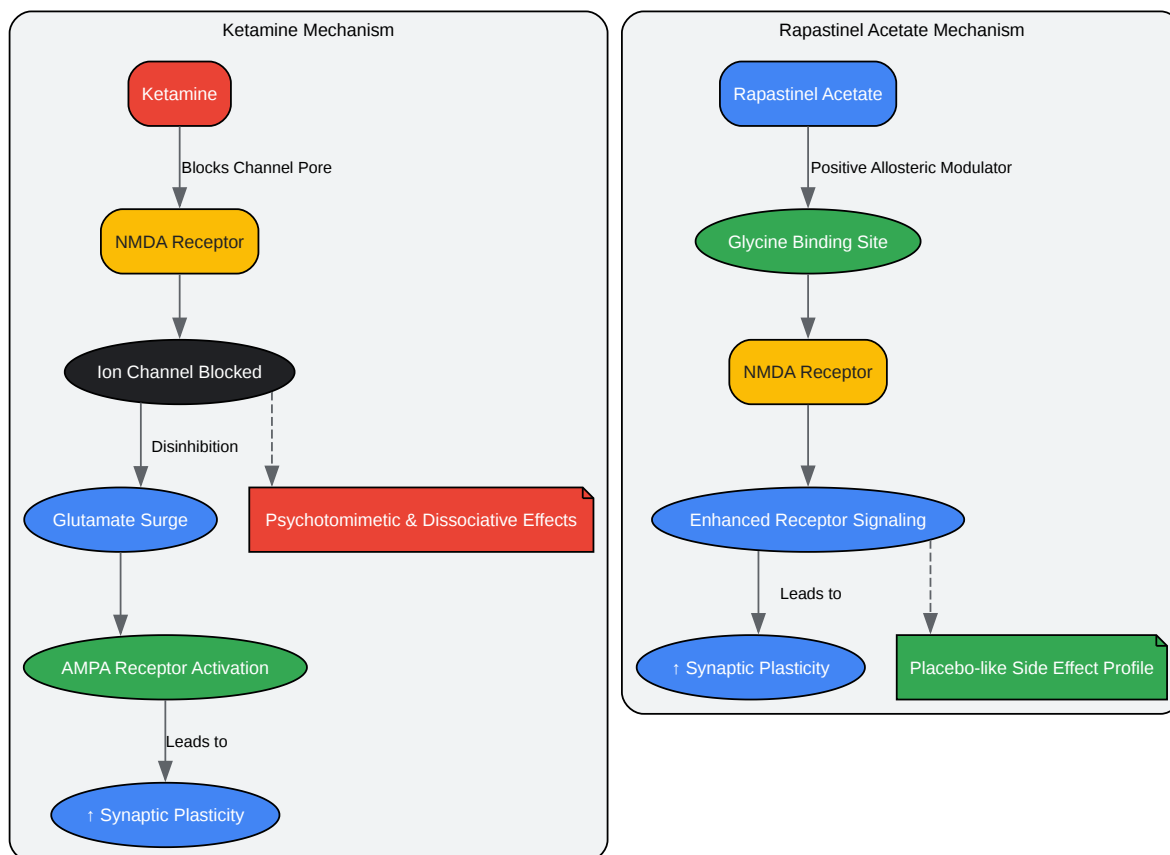 Ketamine Mechanism
Ketamine
Blocks Channel Pore
NMDA Receptor
Ion Channel Blocked
Disinhibition
Glutamate Surge
Psychotomimetic & Dissociative Effects
AMPA Receptor Activation
Leads to
↑ Synaptic Plasticity
Rapastinel Acetate Mechanism
Rapastinel Acetate
Positive Allosteric Modulator
Glycine Binding Site
NMDA Receptor
Enhanced Receptor Signaling
Leads to
↑ Synaptic Plasticity
Placebo-like Side Effect Profile